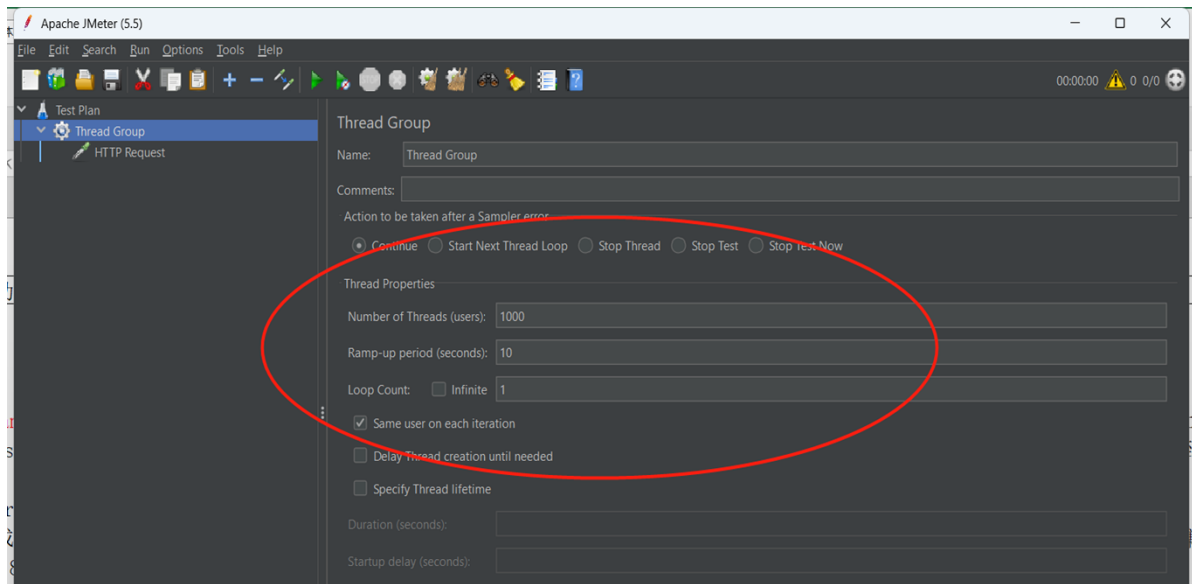 Apache JMeter (5.5)
File Edit Search Run Options Tools Help
00:00:00 0 0/0
Test Plan
Thread Group
HTTP Request
Thread Group
Name: Thread Group
Comments:
Action to be taken after a Sampler error
Continue Start Next Thread Loop Stop Thread Stop Test Stop Test Now
Thread Properties
Number of Threads (users): 1000
Ramp-up period (seconds): 10
Loop Count: Infinite 1
Same user on each iteration
Delay Thread creation until needed
Specify Thread lifetime
Duration (seconds):
Startup delay (seconds):